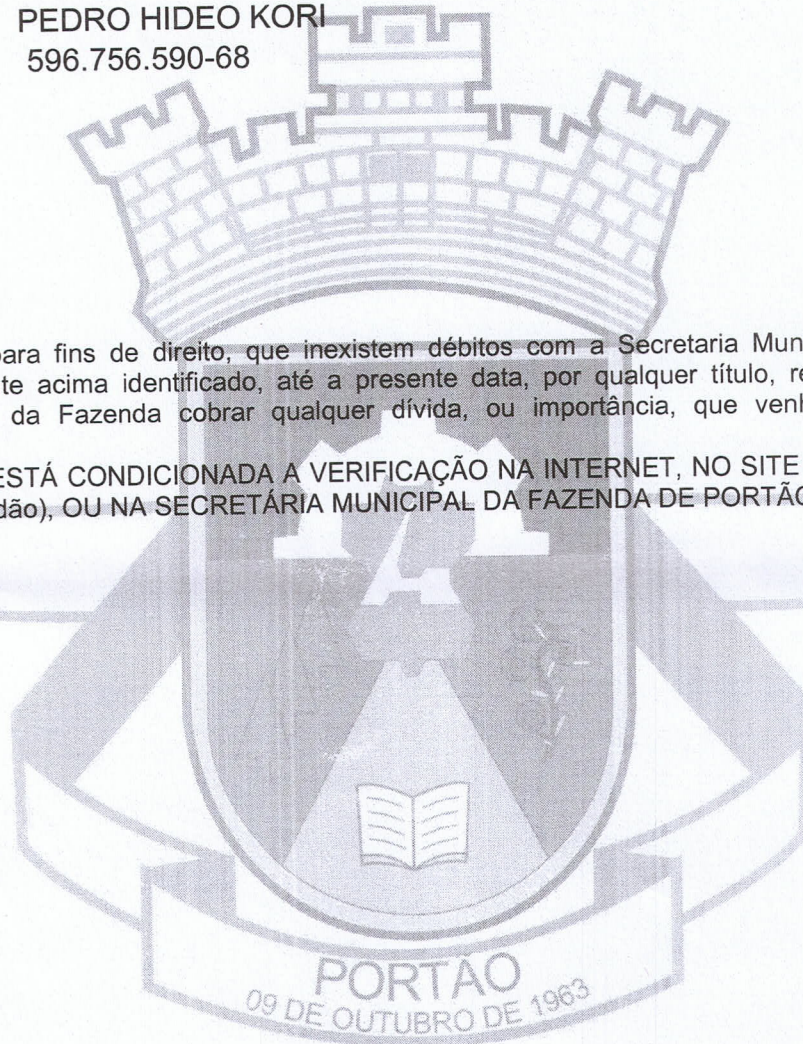 PEDRO HIDEO KORI
596.756.590-68
para fins de direito, que inexistem débitos com a Secretaria Mun
te acima identificado, até a presente data, por qualquer título, re
da Fazenda cobrar qualquer dívida, ou importância, que venh
ESTÁ CONDICIONADA A VERIFICAÇÃO NA INTERNET, NO SITE
dão), OU NA SECRETÁRIA MUNICIPAL DA FAZENDA DE PORTÃO
PORTÃO
09 DE OUTUBRO DE 1963